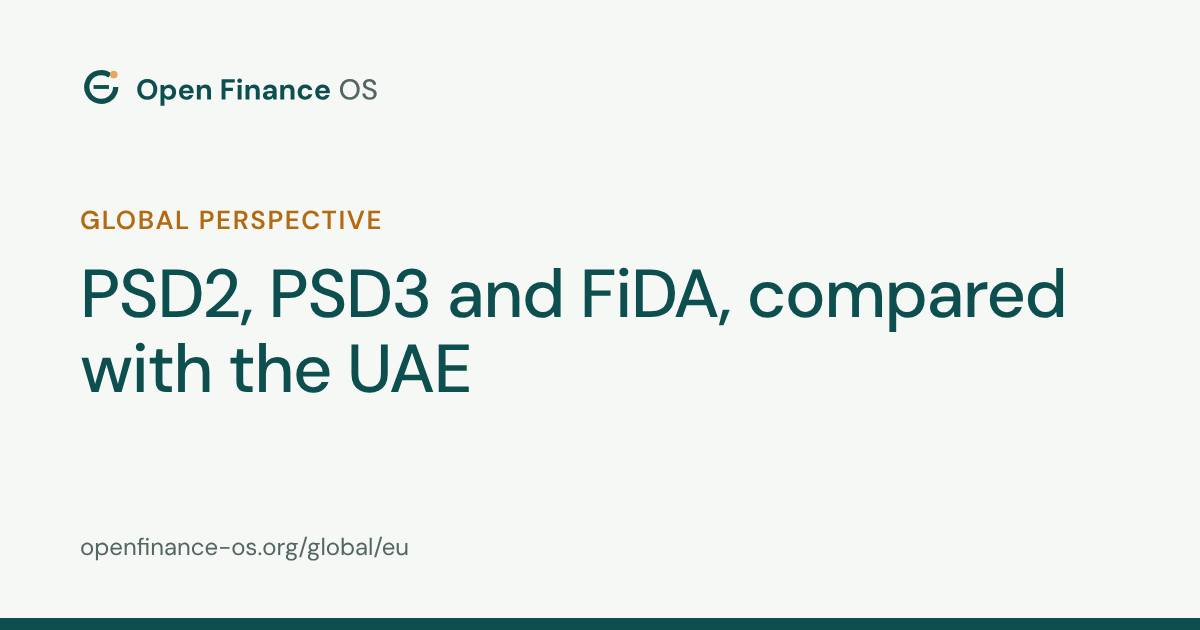 Open Finance OS
GLOBAL PERSPECTIVE
PSD2, PSD3 and FiDA, compared
with the UAE
openfinance-os.org/global/eu